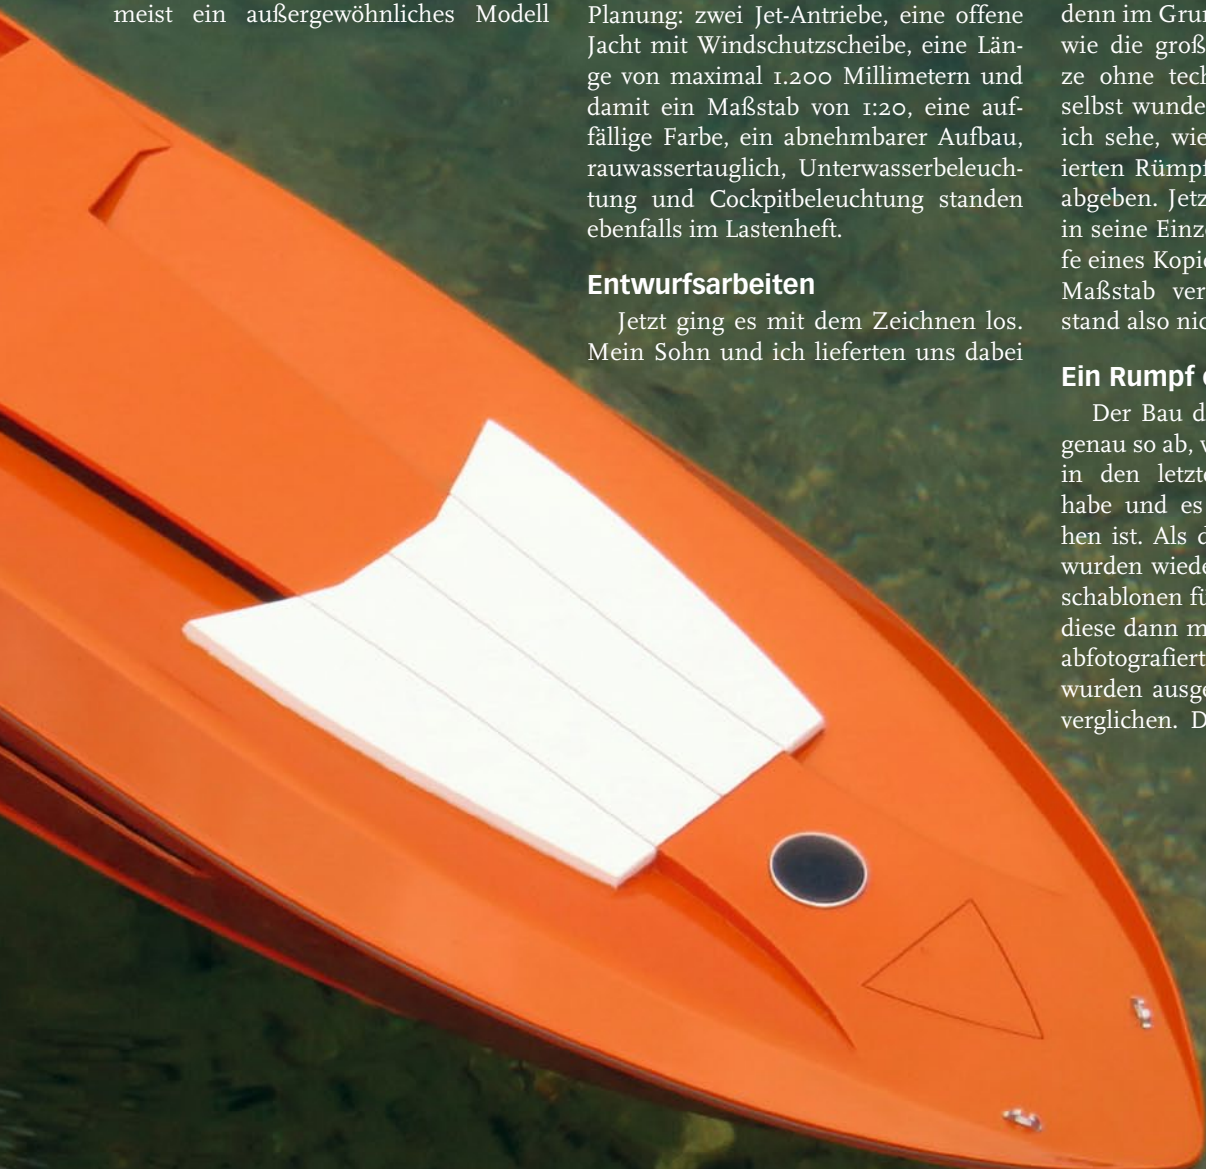 meist ein außergewöhnliches Modell
Planung: zwei Jet-Antriebe, eine offene
Jacht mit Windschutzscheibe, eine Län-
ge von maximal 1.200 Millimetern und
damit ein Maßstab von 1:20, eine auf-
fällige Farbe, ein abnehmbarer Aufbau,
rauwassertauglich, Unterwasserbeleuch-
tung und Cockpitbeleuchtung standen
ebenfalls im Lastenheft.
Entwurfsarbeiten
Jetzt ging es mit dem Zeichnen los.
Mein Sohn und ich lieferten uns dabei
denn im Grun
wie die groß
ze ohne tech
selbst wunde
ich sehe, wie
ierten Rümpf
abgeben. Jetz
in seine Einze
fe eines Kopie
Maßstab ver
stand also nic
Ein Rumpf
Der Bau d
genau so ab, v
in den letzte
habe und es
hen ist. Als d
wurden wiede
schablonen fü
diese dann m
abfotografiert
wurden ausge
verglichen. D